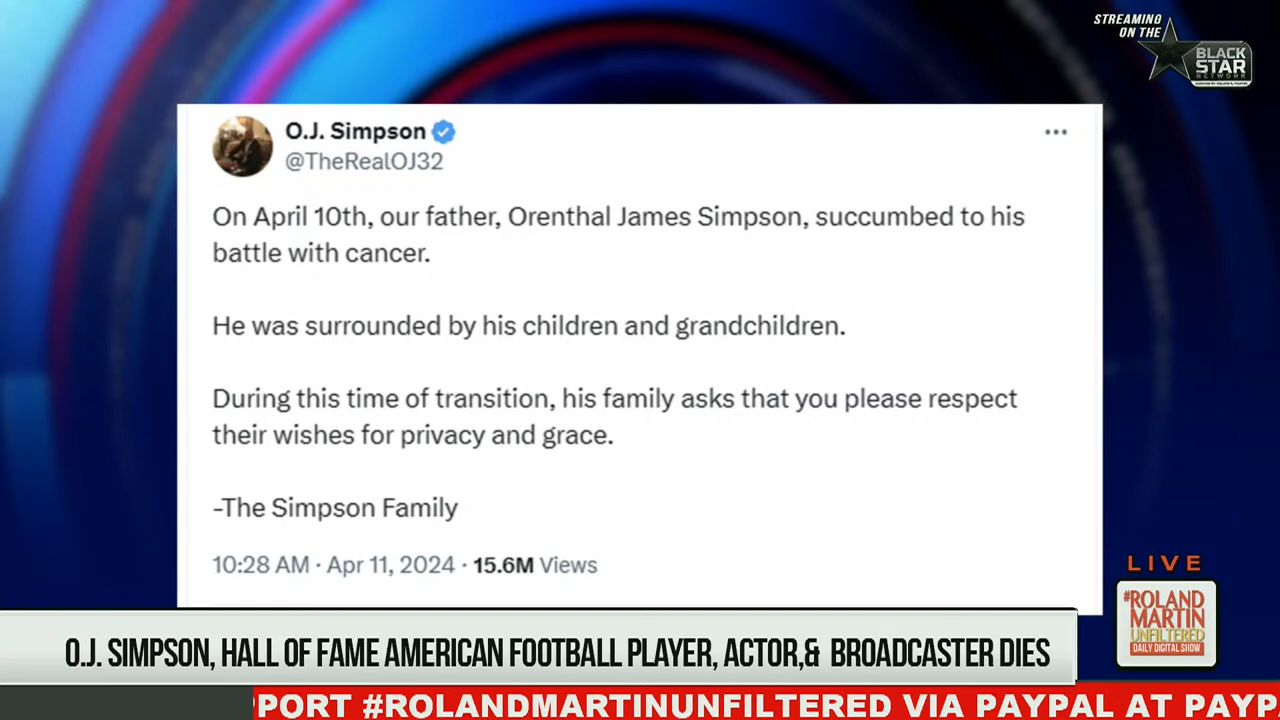 STREAMING
ON THE
BLACK
STAR
NETWORK
O.J. Simpson
@TheRealOJ32
On April 10th, our father, Orenthal James Simpson, succumbed to his
battle with cancer.
He was surrounded by his children and grandchildren.
During this time of transition, his family asks that you please respect
their wishes for privacy and grace.
-The Simpson Family
10:28 AM · Apr 11, 2024 · 15.6M Views
LIVE
#ROLAND
MARTIN
UNFILTERED
DAILY DIGITAL SHOW
O.J. SIMPSON, HALL OF FAME AMERICAN FOOTBALL PLAYER, ACTOR,& BROADCASTER DIES
PPORT #ROLANDMARTINUNFILTERED VIA PAYPAL AT PAYP